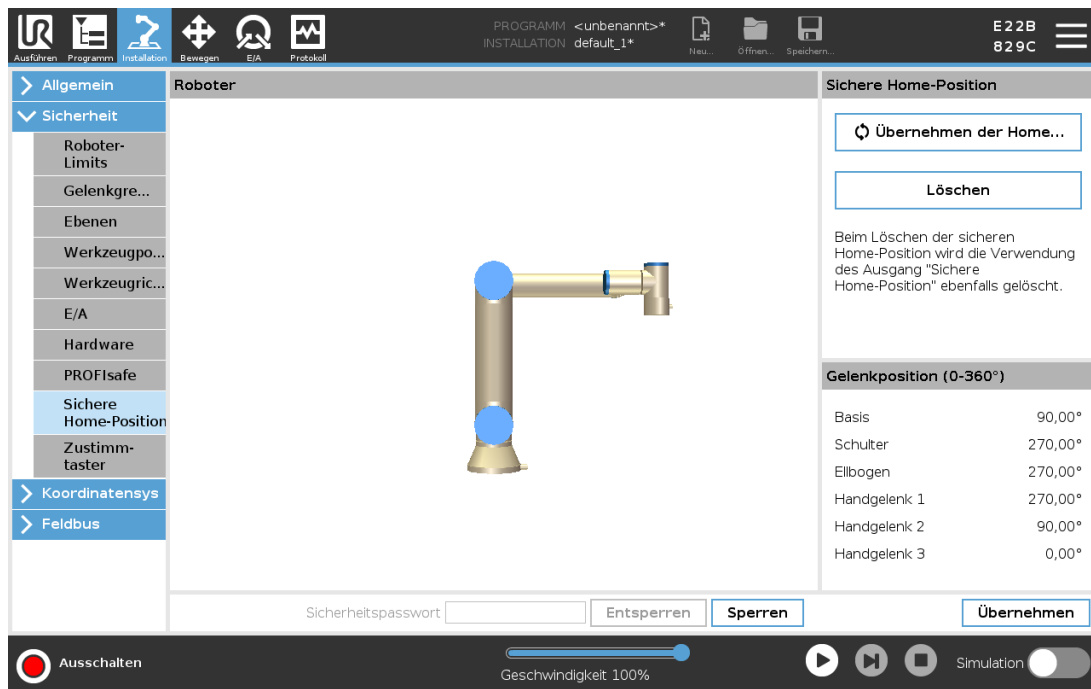 UR
PROGRAMM <unbenannt>*
INSTALLATION default_1*
Neu...
Öffnen...
Speichern...
E22B
829C
Ausführen
Programm
Installation
Bewegen
E/A
Protokoll
Allgemein
Sicherheit
Roboter-
Limits
Gelenkgre...
Ebenen
Werkzeugpo...
Werkzeugric...
E/A
Hardware
PROFIsafe
Sichere
Home-Position
Zustimm-
taster
Koordinatensys
Feldbus
Roboter
Sichere Home-Position
Übernehmen der Home...
Löschen
Beim Löschen der sicheren
Home-Position wird die Verwendung
des Ausgang "Sichere
Home-Position" ebenfalls gelöscht.
Gelenkposition (0-360°)
Basis 90,00°
Schulter 270,00°
Ellbogen 270,00°
Handgelenk 1 270,00°
Handgelenk 2 90,00°
Handgelenk 3 0,00°
Sicherheitspasswort
Entsperren
Sperren
Übernehmen
Ausschalten
Geschwindigkeit 100%
Simulation